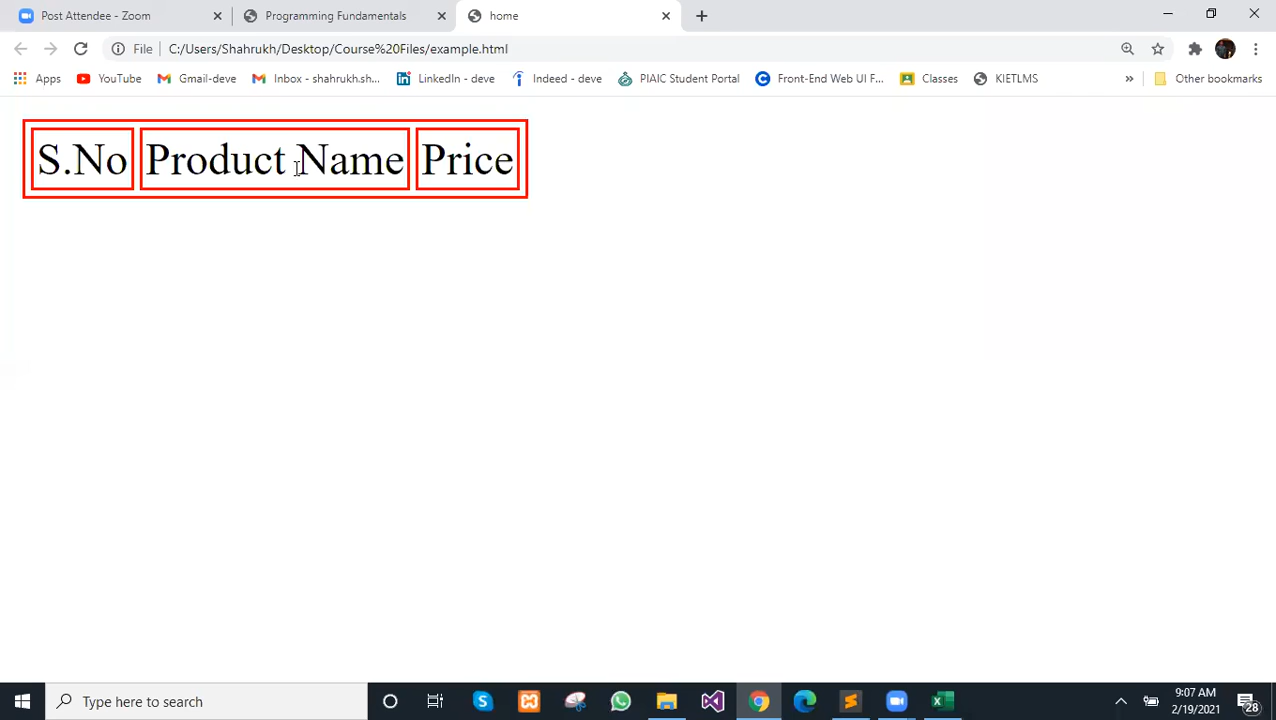 Post Attendee - Zoom
Programming Fundamentals
home
File
C:/Users/Shahrukh/Desktop/Course%20Files/example.html
Apps
YouTube
Gmail-deve
Inbox - shahrukh.sh...
LinkedIn - deve
Indeed - deve
PIAIC Student Portal
Front-End Web UI F...
Classes
KIETLMS
»
Other bookmarks
S.No Product Name Price
Type here to search
9:07 AM
2/19/2021
28